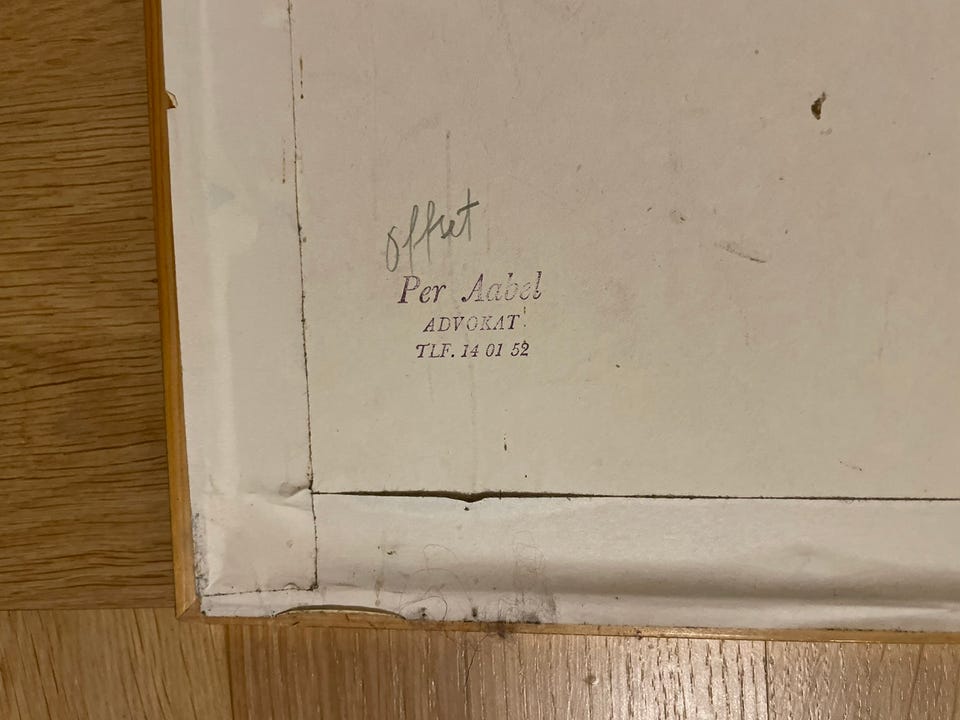 offset
Per Aabel
ADVOKAT
TLF. 14 01 52